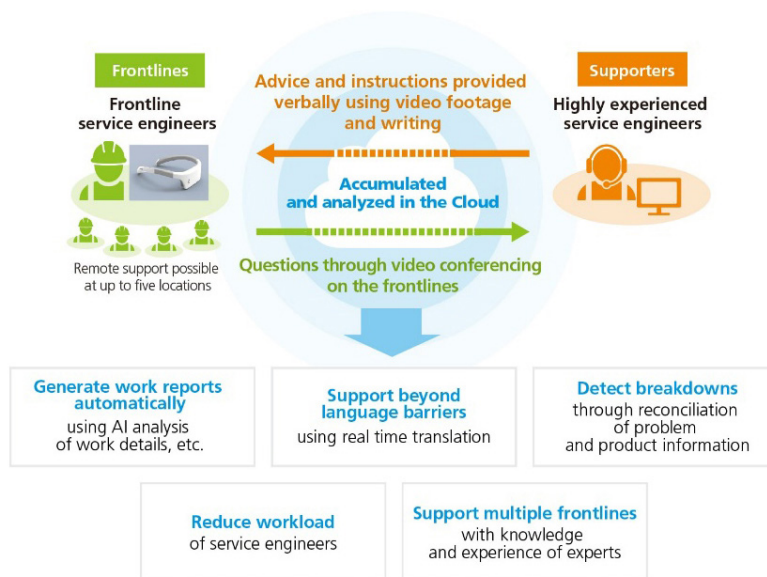 Frontlines
Frontline
service engineers
Remote support possible
at up to five locations
Advice and instructions provided
verbally using video footage
and writing
Accumulated
and analyzed in the Cloud
Questions through video conferencing
on the frontlines
Supporters
Highly experienced
service engineers
Generate work reports
automatically
using AI analysis
of work details, etc.
Support beyond
language barriers
using real time translation
Detect breakdowns
through reconciliation
of problem
and product information
Reduce workload
of service engineers
Support multiple frontlines
with knowledge
and experience of experts